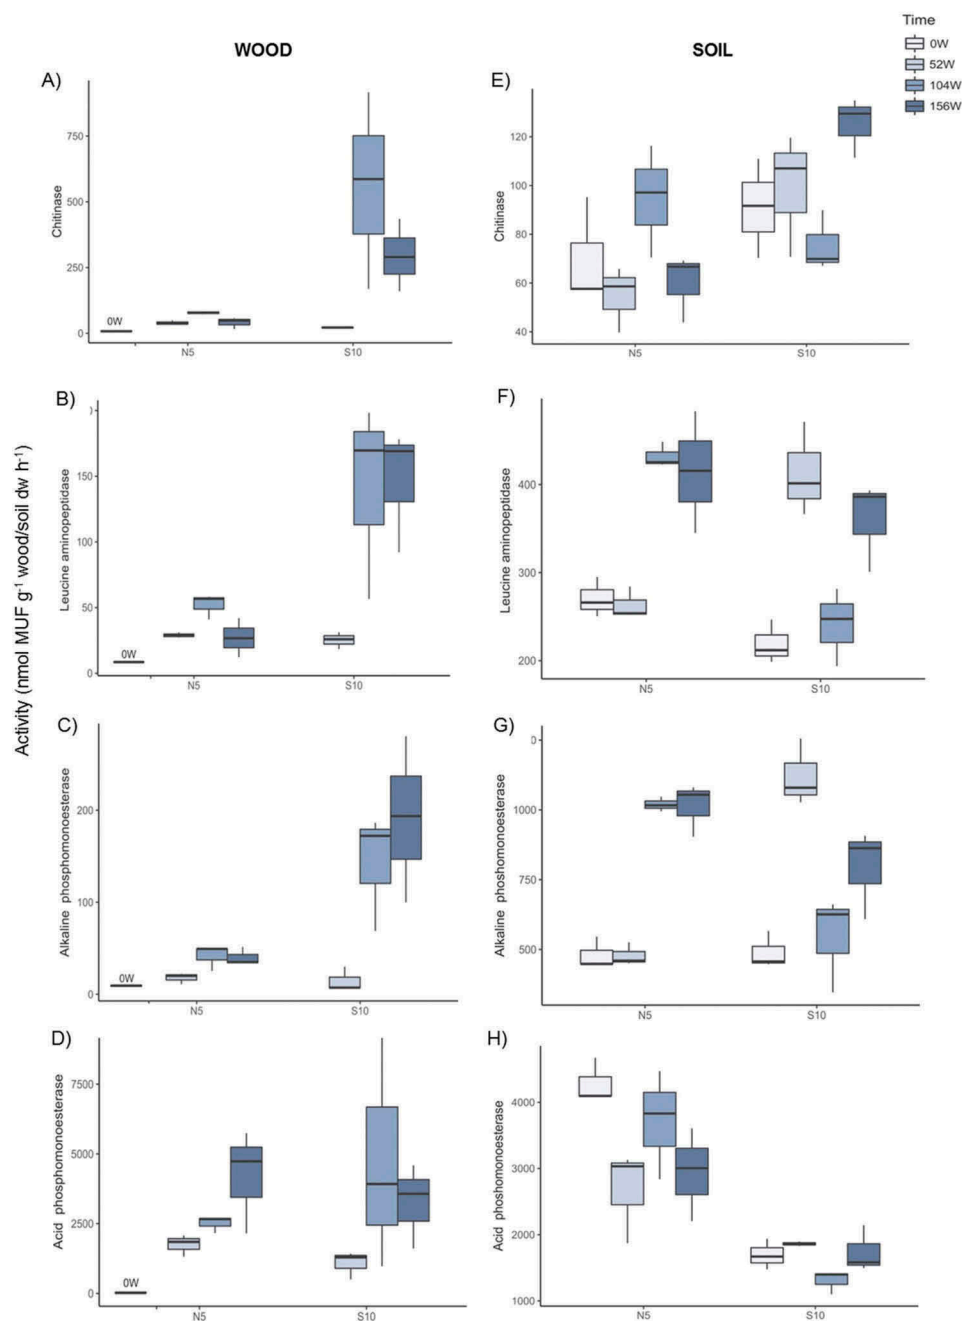 Time
0W
52W
104W
156W
WOOD
SOIL
Activity (nmol MUF g-1 wood/soil dw h-1)
A)
Chitinase
750
500
250
0
0W
N5
S10
E)
Chitinase
120
100
80
60
40
N5
S10
B)
Leucine aminopeptidase
150
100
50
0
0W
N5
S10
F)
Leucine aminopeptidase
400
300
200
N5
S10
C)
Alkaline phosphomonoesterase
200
100
0
0W
N5
S10
G)
Alkaline phoshomonoesterase
1000
750
500
N5
S10
D)
Acid phosphomonoesterase
7500
5000
2500
0
0W
N5
S10
H)
Acid phoshomonoesterase
4000
3000
2000
1000
N5
S10